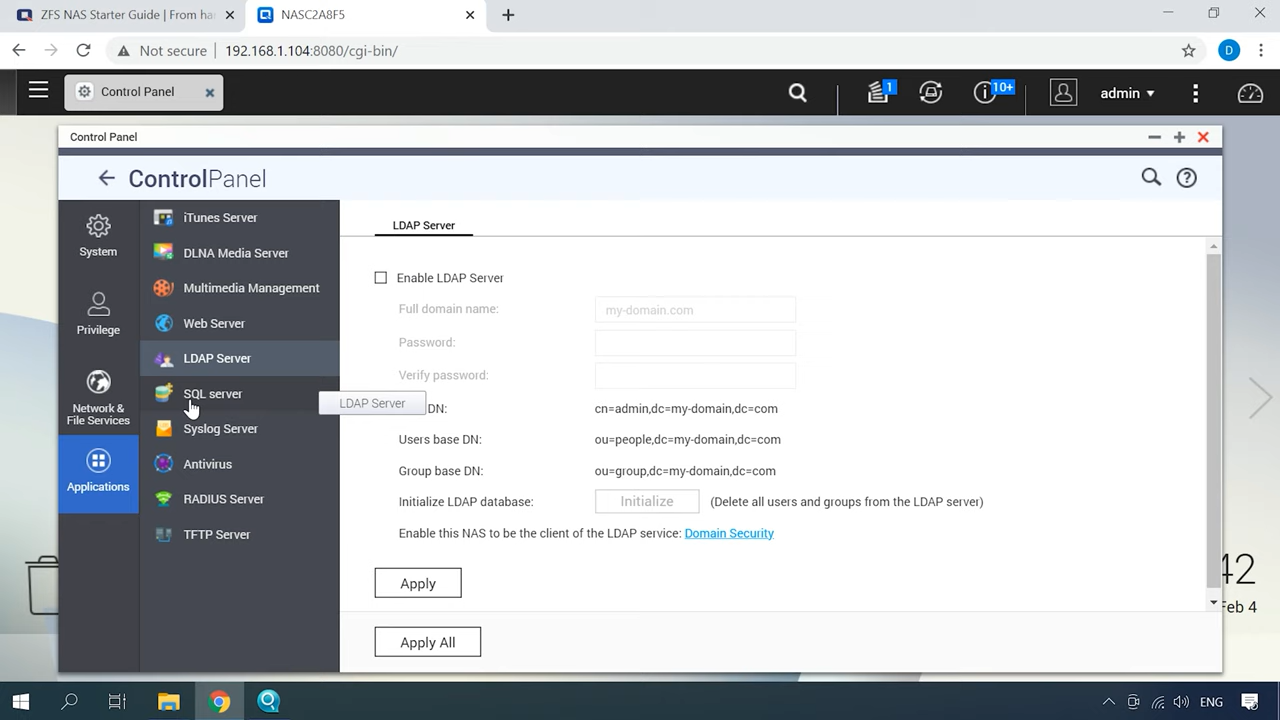 ZFS NAS Starter Guide | From ha
NASC2A8F5
Not secure | 192.168.1.104:8080/cgi-bin/
D
Control Panel
1
10+
admin
Control Panel
ControlPanel
System
Privilege
Network &
File Services
Applications
iTunes Server
DLNA Media Server
Multimedia Management
Web Server
LDAP Server
SQL server
Syslog Server
Antivirus
RADIUS Server
TFTP Server
LDAP Server
LDAP Server
Enable LDAP Server
Full domain name: my-domain.com
Password:
Verify password:
DN: cn=admin,dc=my-domain,dc=com
Users base DN: ou=people,dc=my-domain,dc=com
Group base DN: ou=group,dc=my-domain,dc=com
Initialize LDAP database: Initialize (Delete all users and groups from the LDAP server)
Enable this NAS to be the client of the LDAP service: Domain Security
Apply
Apply All
42
Feb 4
ENG